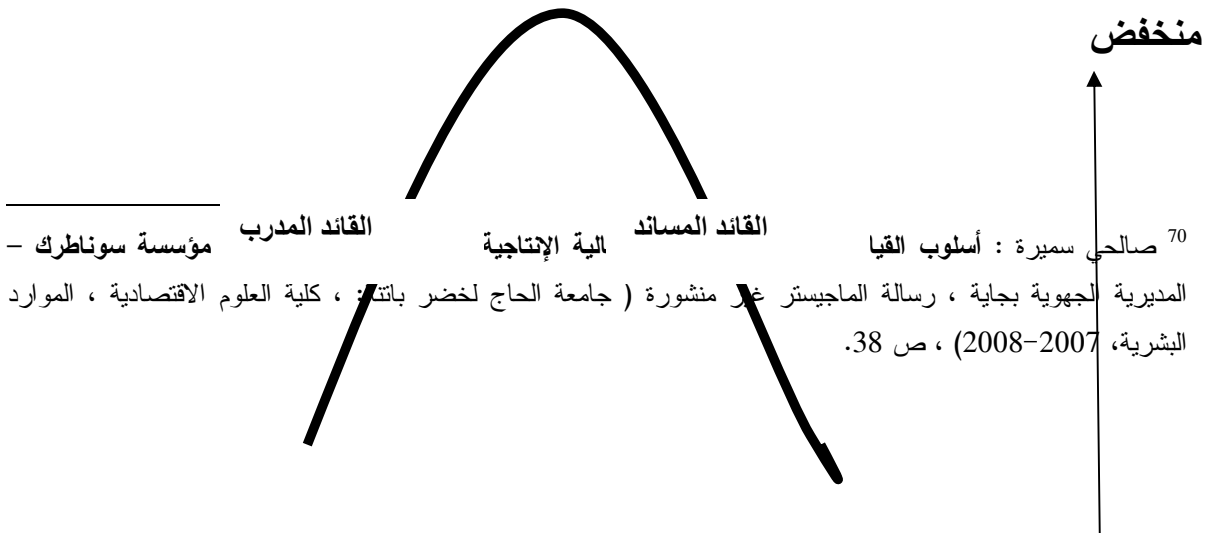 منخفض
القائد المساند
القائد المدرب
70 صالحي سميرة : أسلوب القيا الية الإنتاجية مؤسسة سوناطرك –
المديرية الجهوية بجاية ، رسالة الماجيستر غير منشورة ( جامعة الحاج لخضر باتنة: ، كلية العلوم الاقتصادية ، الموارد
البشرية، 2007-2008) ، ص 38.